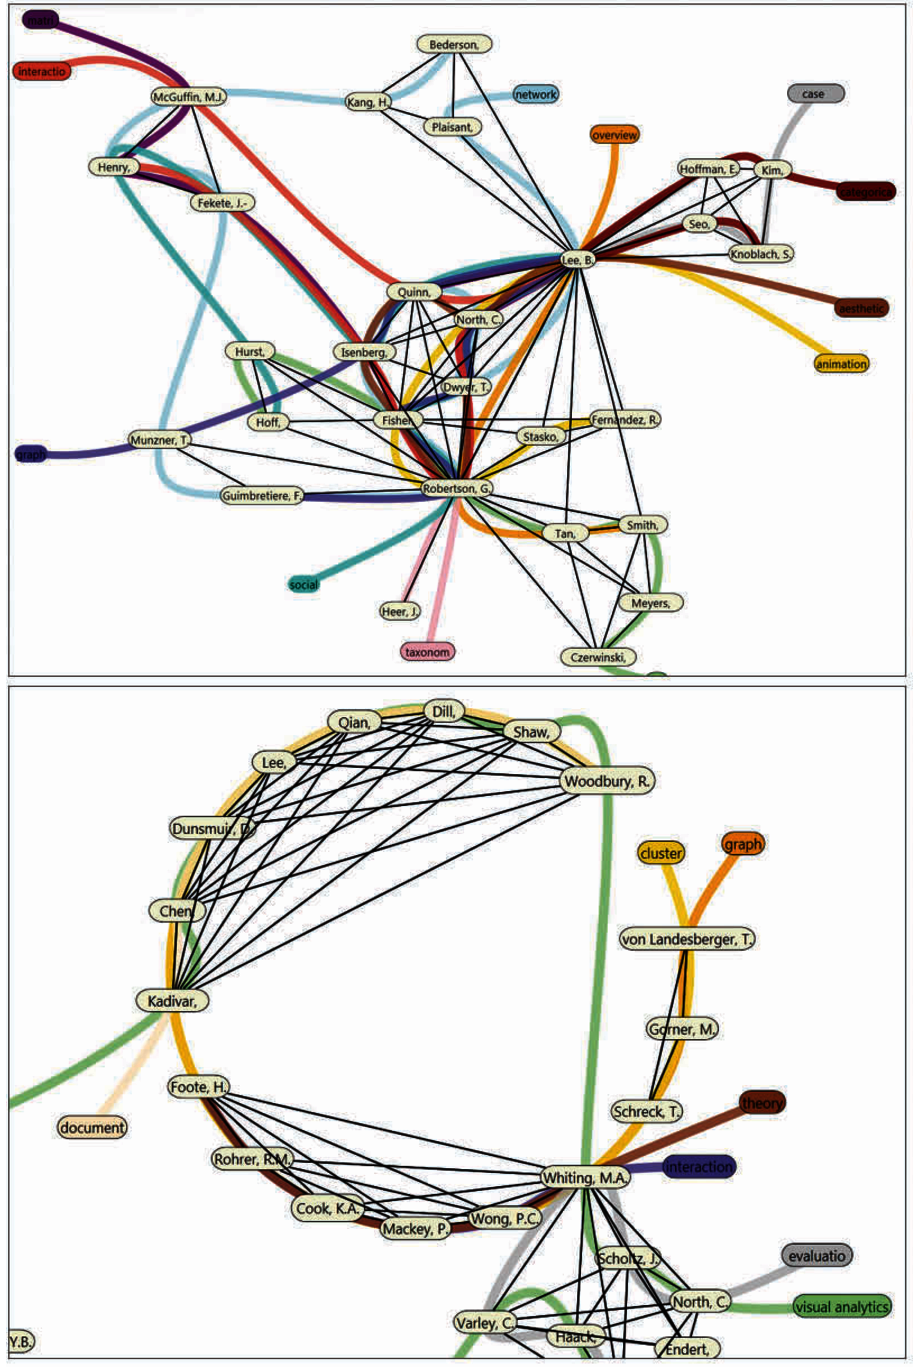 matri
interactio
McGuffin, M.J.
Bederson,
Kang, H.
network
Plaisant,
case
overview
Henry,
Fekete, J.-
Hoffman, E.
Kim,
categorica
Seo,
Knoblach, S.
Lee, B.
Quinn,
North, C.
aesthetic
Isenberg,
Hurst,
animation
Dwyer, T.
Hoff,
Fisher,
Stasko,
Fernandez, R.
Munzner, T.
graph
Guimbretiere, F.
Robertson, G.
Tan,
Smith,
social
Heer, J.
Meyers,
taxonom
Czerwinski,
Qian,
Dill,
Shaw,
Lee,
Woodbury, R.
Dunsmuir, D.
cluster
graph
Chen,
von Landesberger, T.
Kadivar,
Gorner, M.
Foote, H.
document
Schreck, T.
theory
Rohrer, R.M.
Whiting, M.A.
interaction
Cook, K.A.
Mackey, P.
Wong, P.C.
Scholtz, J.
evaluatio
North, C.
visual analytics
Varley, C.
Haack,
Endert,
Y.B.